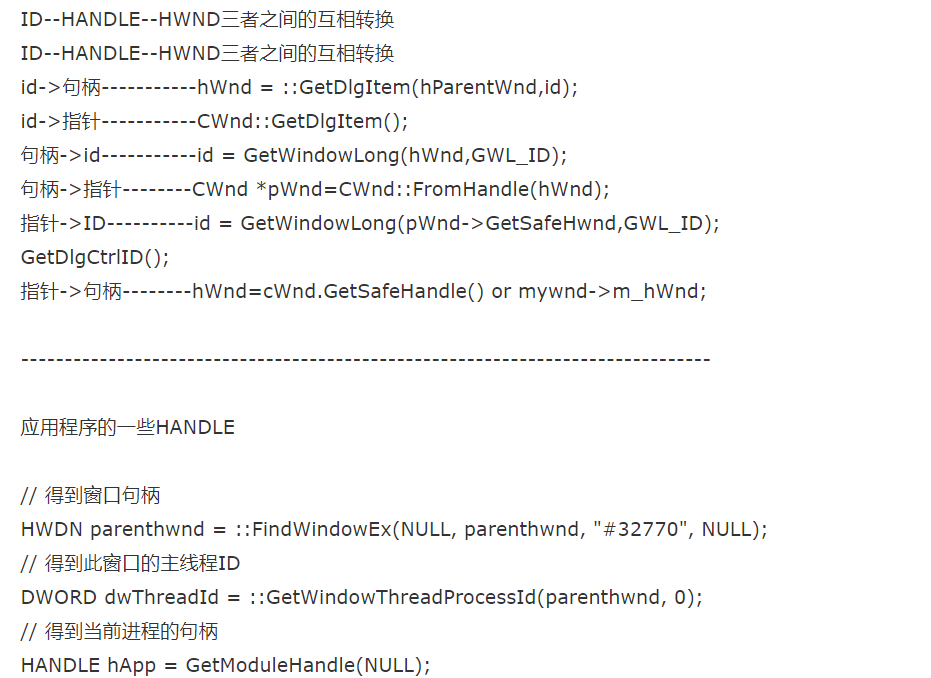 ID--HANDLE--HWND三者之间的互相转换
ID--HANDLE--HWND三者之间的互相转换
id->句柄-----------hWnd = ::GetDlgItem(hParentWnd,id);
id->指针-----------CWnd::GetDlgItem();
句柄->id-----------id = GetWindowLong(hWnd,GWL_ID);
句柄->指针--------CWnd *pWnd=CWnd::FromHandle(hWnd);
指针->ID----------id = GetWindowLong(pWnd->GetSafeHwnd,GWL_ID);
GetDlgCtrlID();
指针->句柄--------hWnd=cWnd.GetSafeHandle() or mywnd->m_hWnd;
--------------------------------------------------------------------------------
应用程序的一些HANDLE
// 得到窗口句柄
HWDN parenthwnd = ::FindWindowEx(NULL, parenthwnd, "#32770", NULL);
// 得到此窗口的主线程ID
DWORD dwThreadId = ::GetWindowThreadProcessId(parenthwnd, 0);
// 得到当前进程的句柄
HANDLE hApp = GetModuleHandle(NULL);